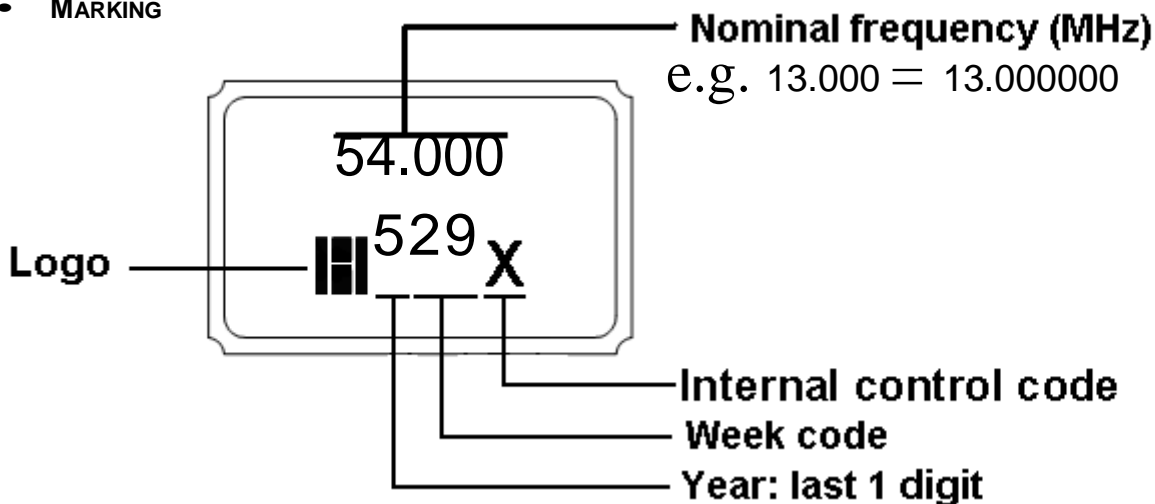 • MARKING
Nominal frequency (MHz)
e.g. 13.000 = 13.000000
54.000
529
Logo
X
Internal control code
Week code
Year: last 1 digit